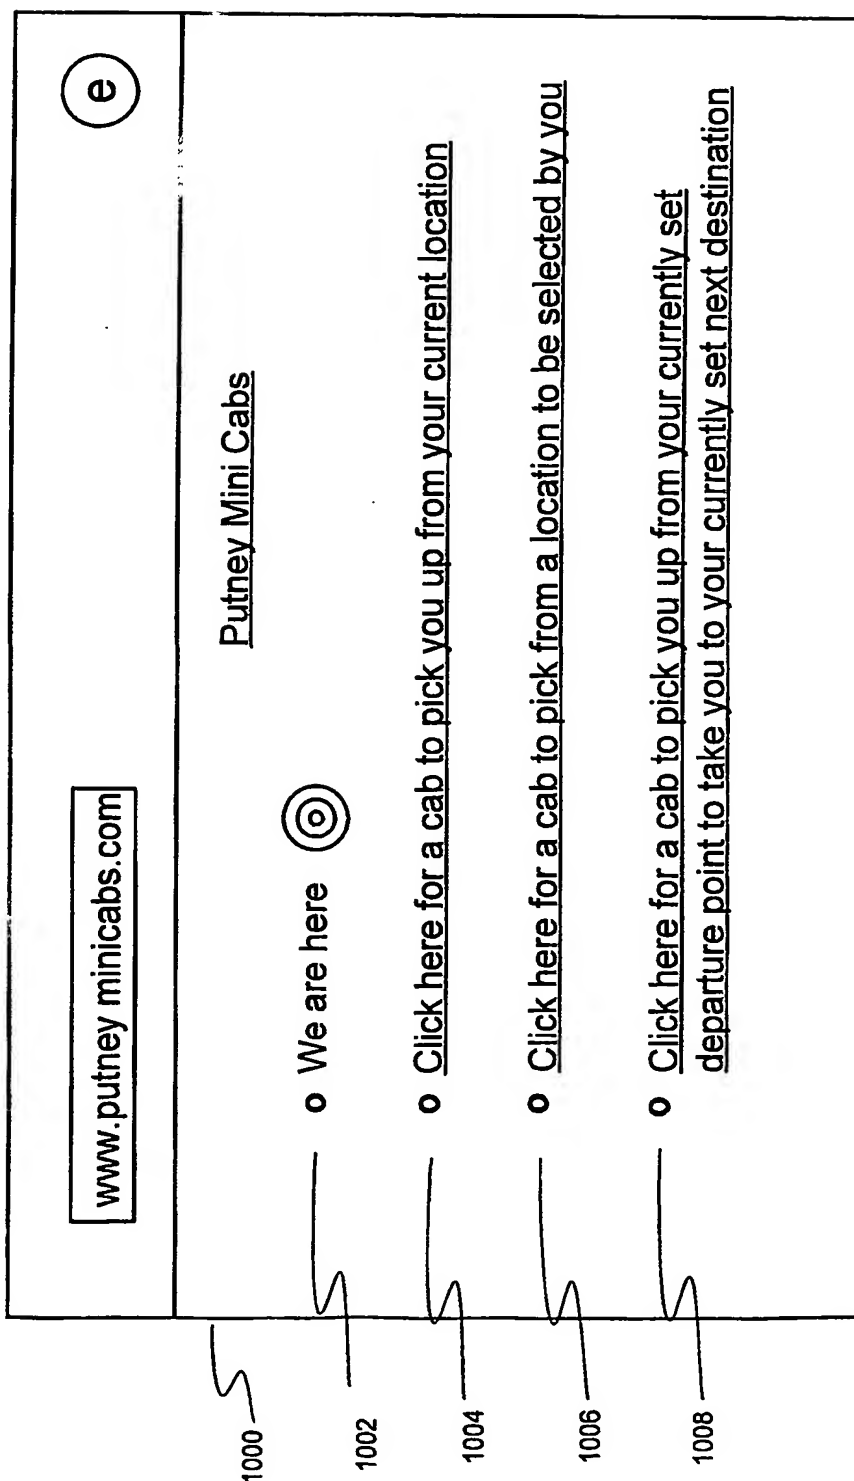 www.putney minicabs.com
e
Putney Mini Cabs
o We are here
o Click here for a cab to pick you up from your current location
o Click here for a cab to pick from a location to be selected by you
o Click here for a cab to pick you up from your currently set
departure point to take you to your currently set next destination
1000
1002
1004
1006
1008